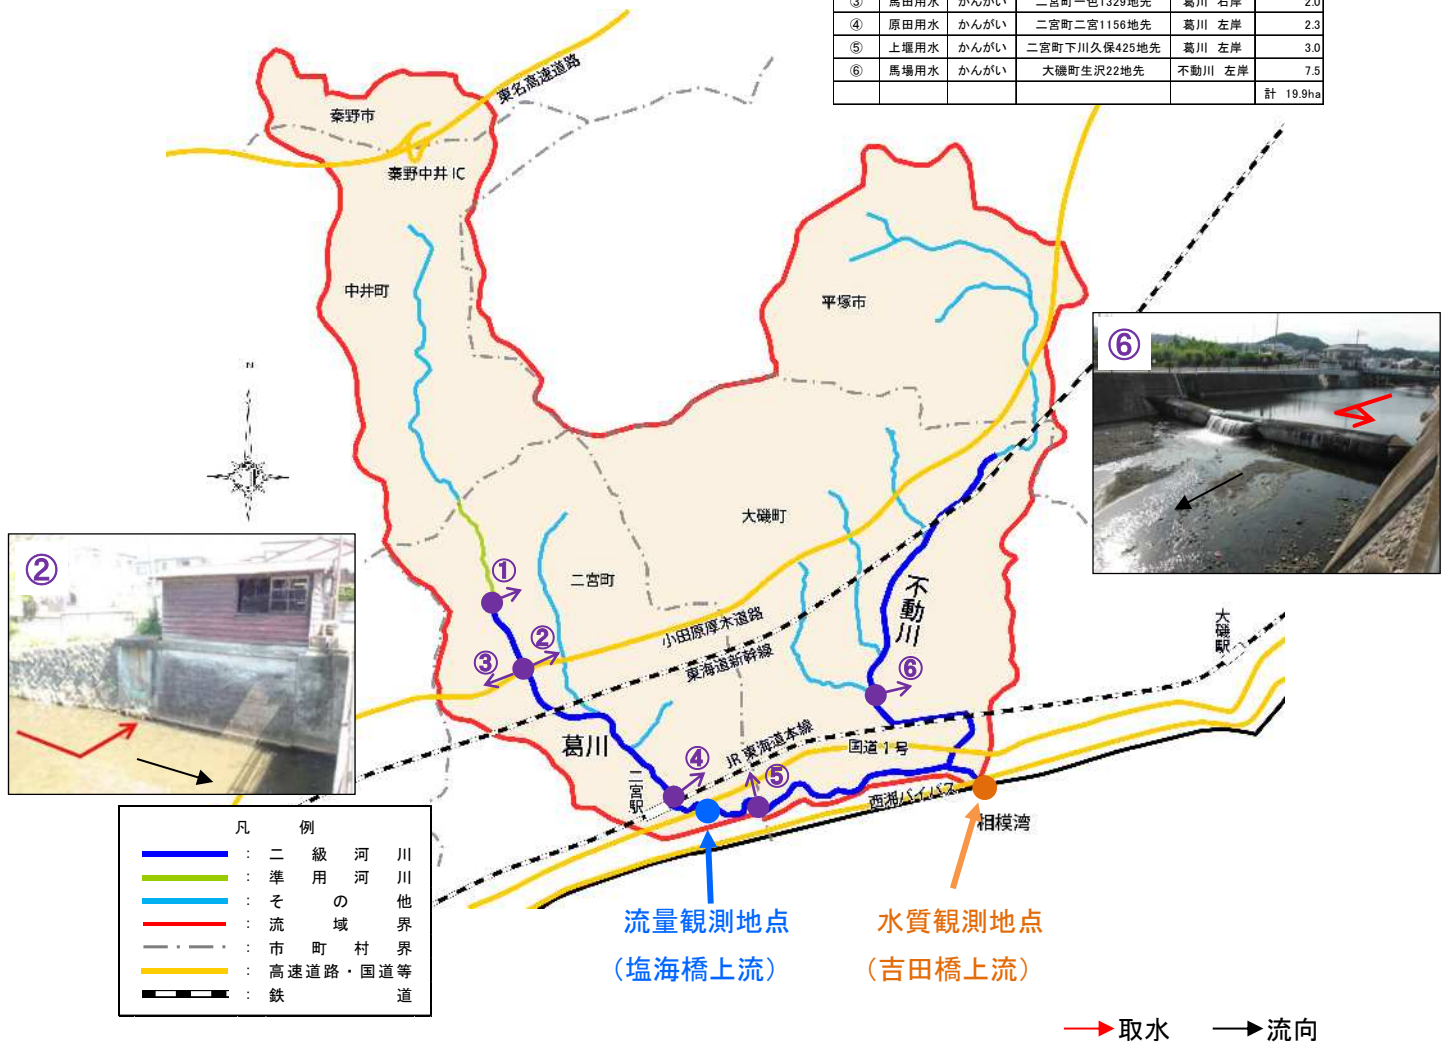 ③ 馬田用水 かんがい 二宮町一色1329地先 葛川 右岸 2.0
④ 原田用水 かんがい 二宮町二宮1156地先 葛川 左岸 2.3
⑤ 上堰用水 かんがい 二宮町下川久保425地先 葛川 左岸 3.0
⑥ 馬場用水 かんがい 大磯町生沢22地先 不動川 左岸 7.5
計 19.9ha
東名高速道路
秦野市
秦野中井IC
中井町
平塚市
N
⑥
大磯町
②
①
二宮町
不動川
小田原厚木道路
大磯駅
②
③
東海道新幹線
⑥
葛川
JR東海道本線
国道1号
④
⑤
二宮駅
西湘バイパス
相模湾
凡例
: 二級河川
: 準用河川
: その他
: 流域界
: 市町村界
: 高速道路・国道等
: 鉄道
流量観測地点
(塩海橋上流)
水質観測地点
(吉田橋上流)
取水 流向